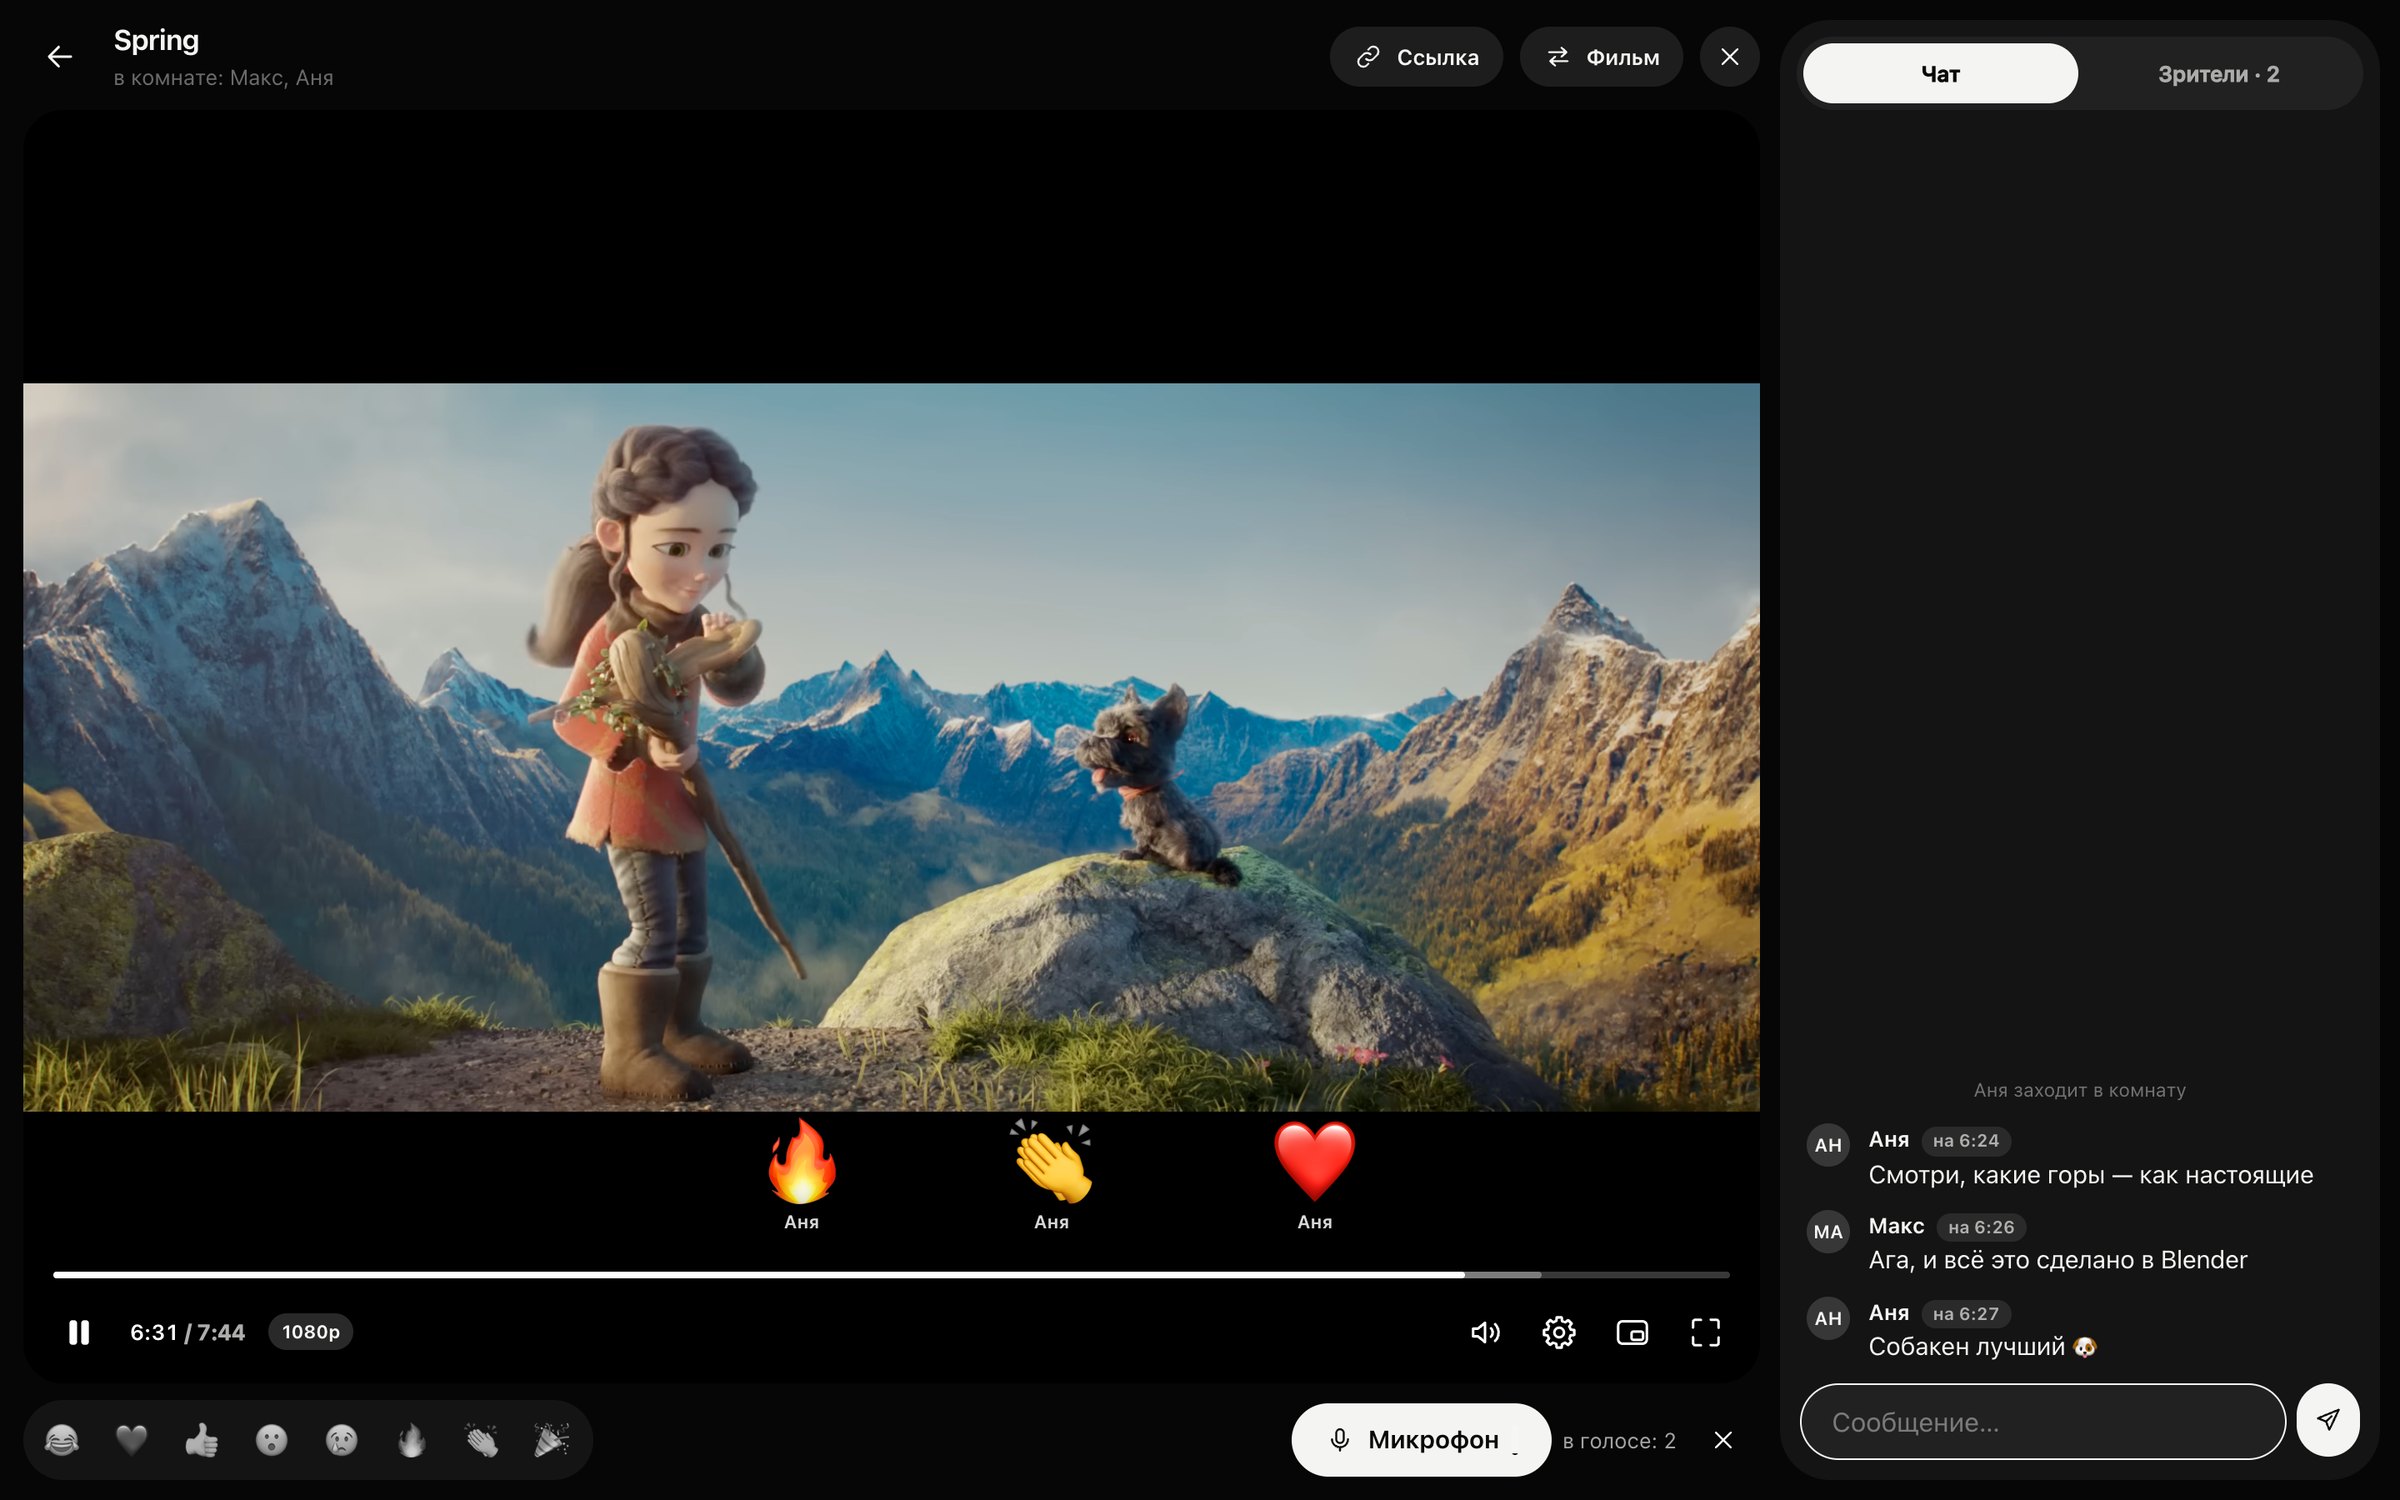 Spring
в комнате: Макс, Аня
Ссылка
Фильм
Чат
Зрители · 2
Аня заходит в комнату
АН
Аня на 6:24
Смотри, какие горы — как настоящие
МА
Макс на 6:26
Ага, и всё это сделано в Blender
АН
Аня на 6:27
Собакен лучший 🐶
Аня
Аня
Аня
6:31 / 7:44 1080p
Микрофон
в голосе: 2
Сообщение...